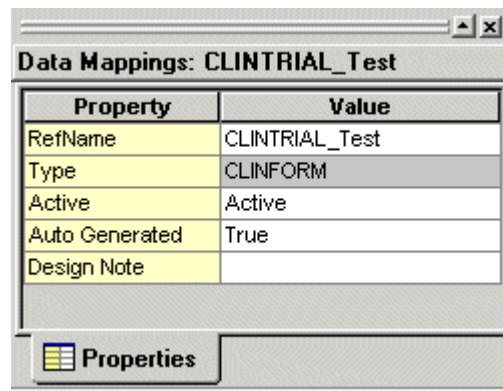 Data Mappings: CLINTRIAL_Test
Property Value
RefName CLINTRIAL_Test
Type CLINFORM
Active Active
Auto Generated True
Design Note
Properties